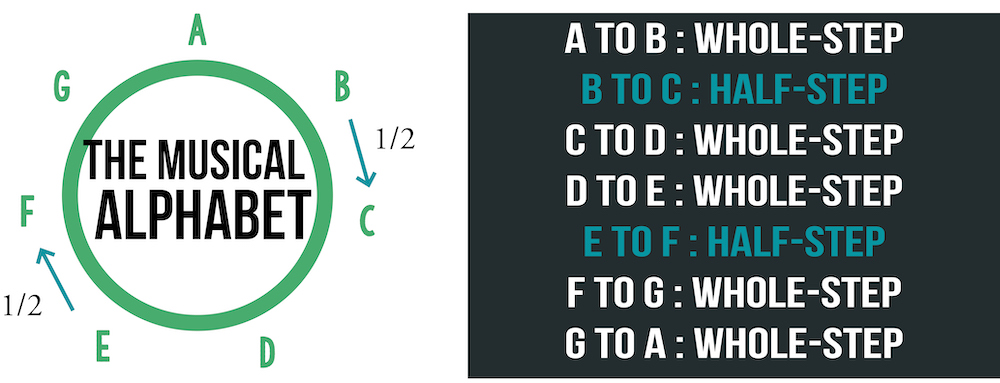 A
G
B
THE MUSICAL
ALPHABET
1/2
F
C
1/2
E
D
A TO B : WHOLE-STEP
B TO C : HALF-STEP
C TO D : WHOLE-STEP
D TO E : WHOLE-STEP
E TO F : HALF-STEP
F TO G : WHOLE-STEP
G TO A : WHOLE-STEP